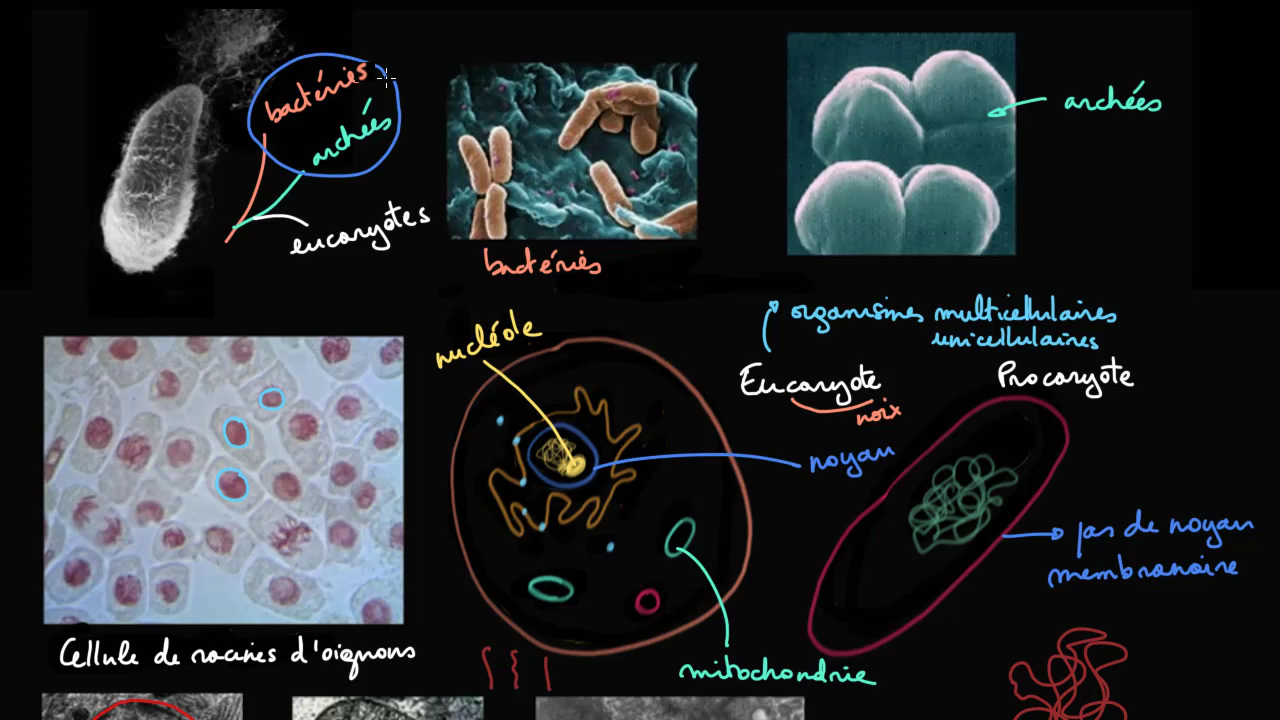 bactéries
archées
eucaryotes
bactéries
archées
nucléole
organismes multicellulaires
unicellulaires
Eucaryote
noix
Procaryote
noyau
pas de noyau
membranaire
mitochondrie
Cellule de racines d'oignons